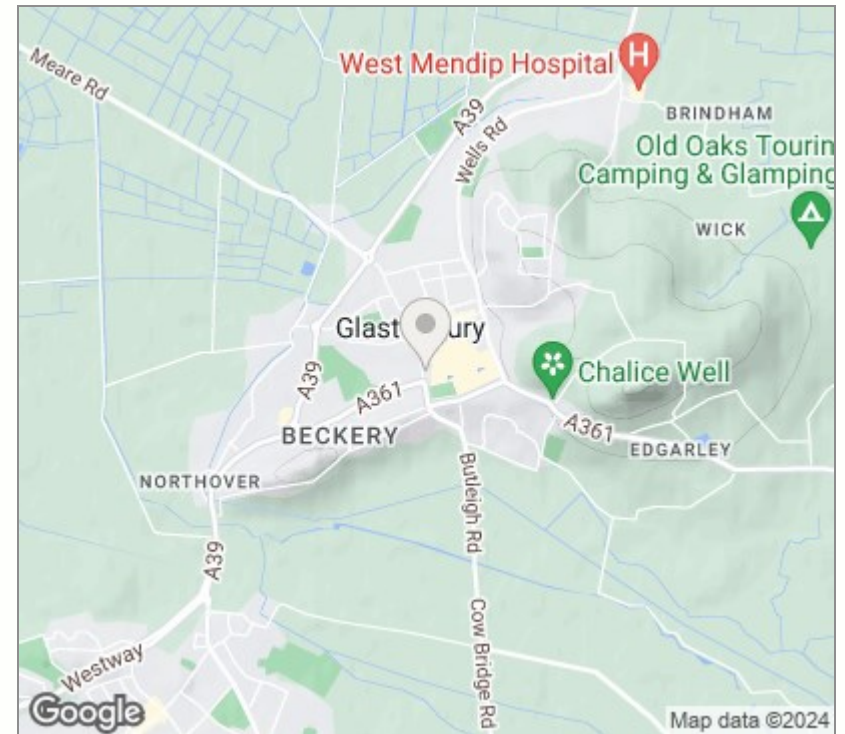 West Mendip Hospital
H
Meare Rd
A39
Wells Rd
BRINDHAM
Old Oaks Tourin
Camping & Glamping
WICK
Glast ury
Chalice Well
A39
A361
A361
BECKERY
EDGARLEY
NORTHOVER
Butleigh Rd
A39
Cow Bridge Rd
Westway
Google
Map data ©2024